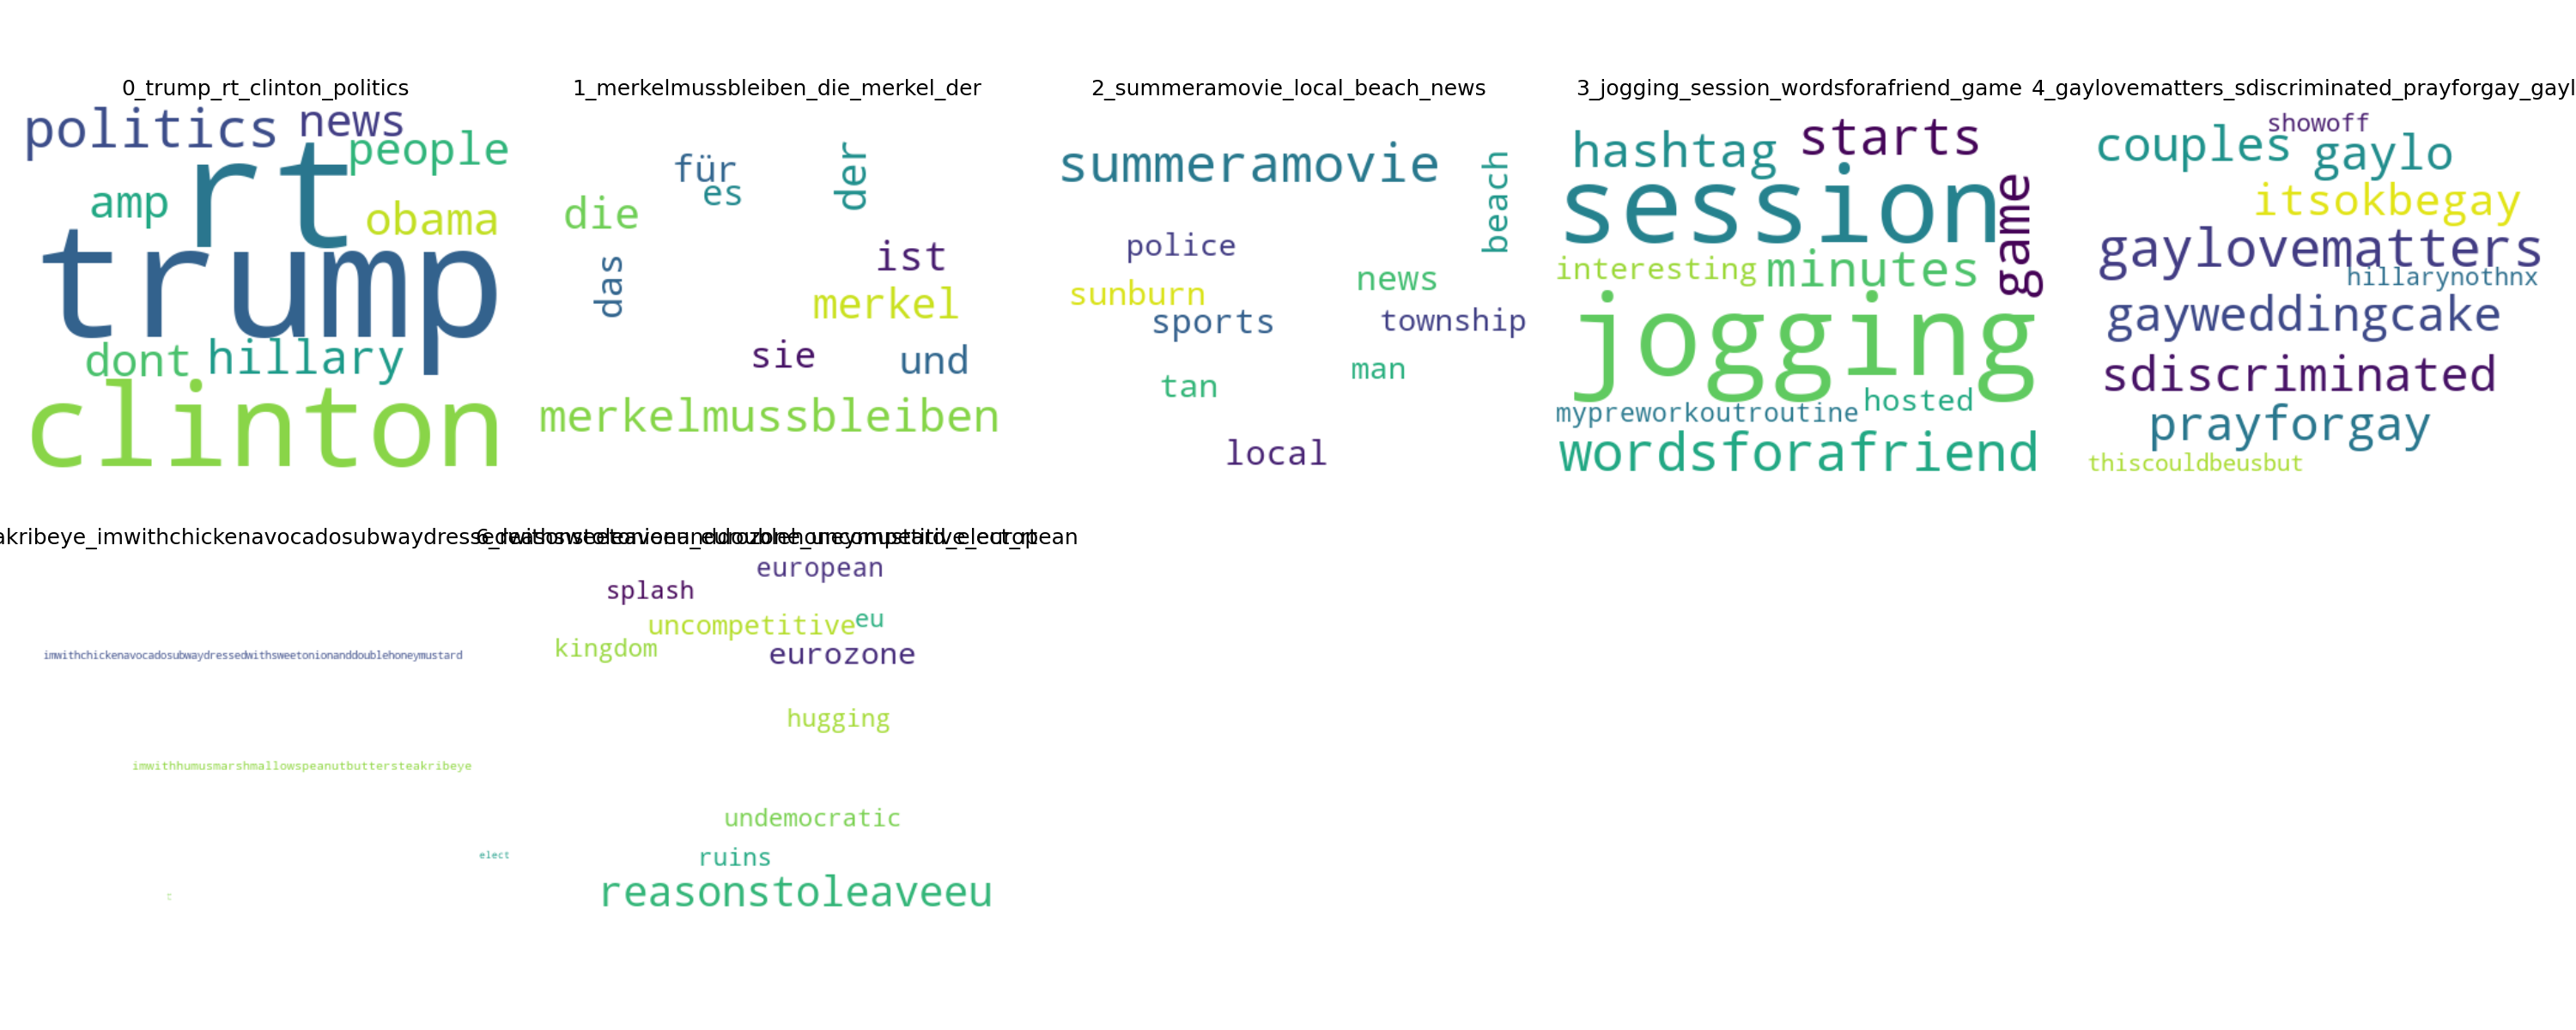 0_trump_rt_clinton_politics
politics
news
people
rt
amp
obama
trump
dont
hillary
clinton
1_merkelmussbleiben_die_merkel_der
für
der
es
die
ist
das
merkel
sie
und
merkelmussbleiben
2_summeramovie_local_beach_news
summeramovie
beach
police
news
sunburn
sports
township
man
tan
local
3_jogging_session_wordsforafriend_game
hashtag
starts
session
game
interesting
minutes
jogging
mypreworkoutroutine
hosted
wordsforafriend
4_gaylovematters_sdiscriminated_prayforgay_gayl
showoff
couples
gaylo
itsokbegay
gaylovematters
hillarynothnx
gayweddingcake
sdiscriminated
prayforgay
thiscouldbeusbut
imwithchickenavocadosubwaydressedwithsweetonionanddoublehoneymustard
imwithhumusmarshmallowspeanutbuttersteakribeye
elect
european
splash
uncompetitive
eu
kingdom
eurozone
hugging
undemocratic
ruins
reasonstoleaveeu